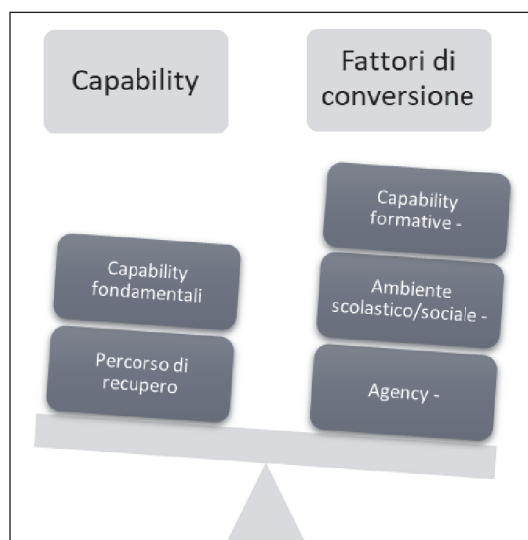 Capability
Fattori di
conversione
Capability
fondamentali
Percorso di
recupero
Capability
formative -
Ambiente
scolastico/sociale -
Agency -